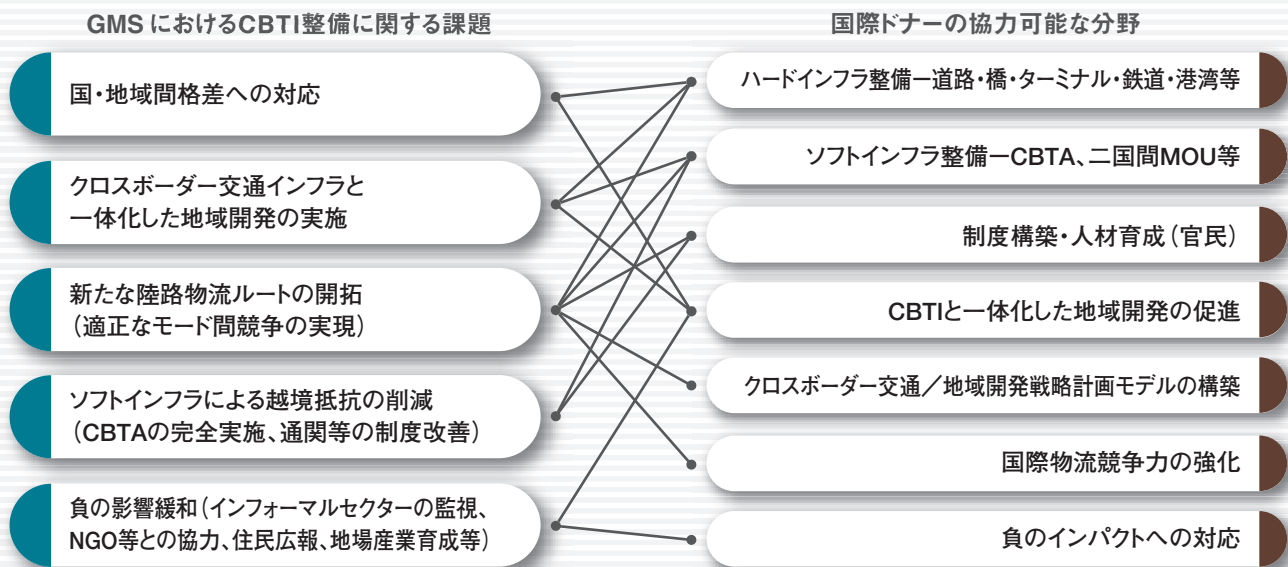 GMS におけるCBTI整備に関する課題
国・地域間格差への対応
クロスボーダー交通インフラと
一体化した地域開発の実施
新たな陸路物流ルートの開拓
（適正なモード間競争の実現）
ソフトインフラによる越境抵抗の削減
（CBTAの完全実施、通関等の制度改善）
負の影響緩和（インフォーマルセクターの監視、
NGO等との協力、住民広報、地場産業育成等）
国際ドナーの協力可能な分野
ハードインフラ整備ー道路・橋・ターミナル・鉄道・港湾等
ソフトインフラ整備ーCBTA、二国間MOU等
制度構築・人材育成（官民）
CBTIと一体化した地域開発の促進
クロスボーダー交通／地域開発戦略計画モデルの構築
国際物流競争力の強化
負のインパクトへの対応